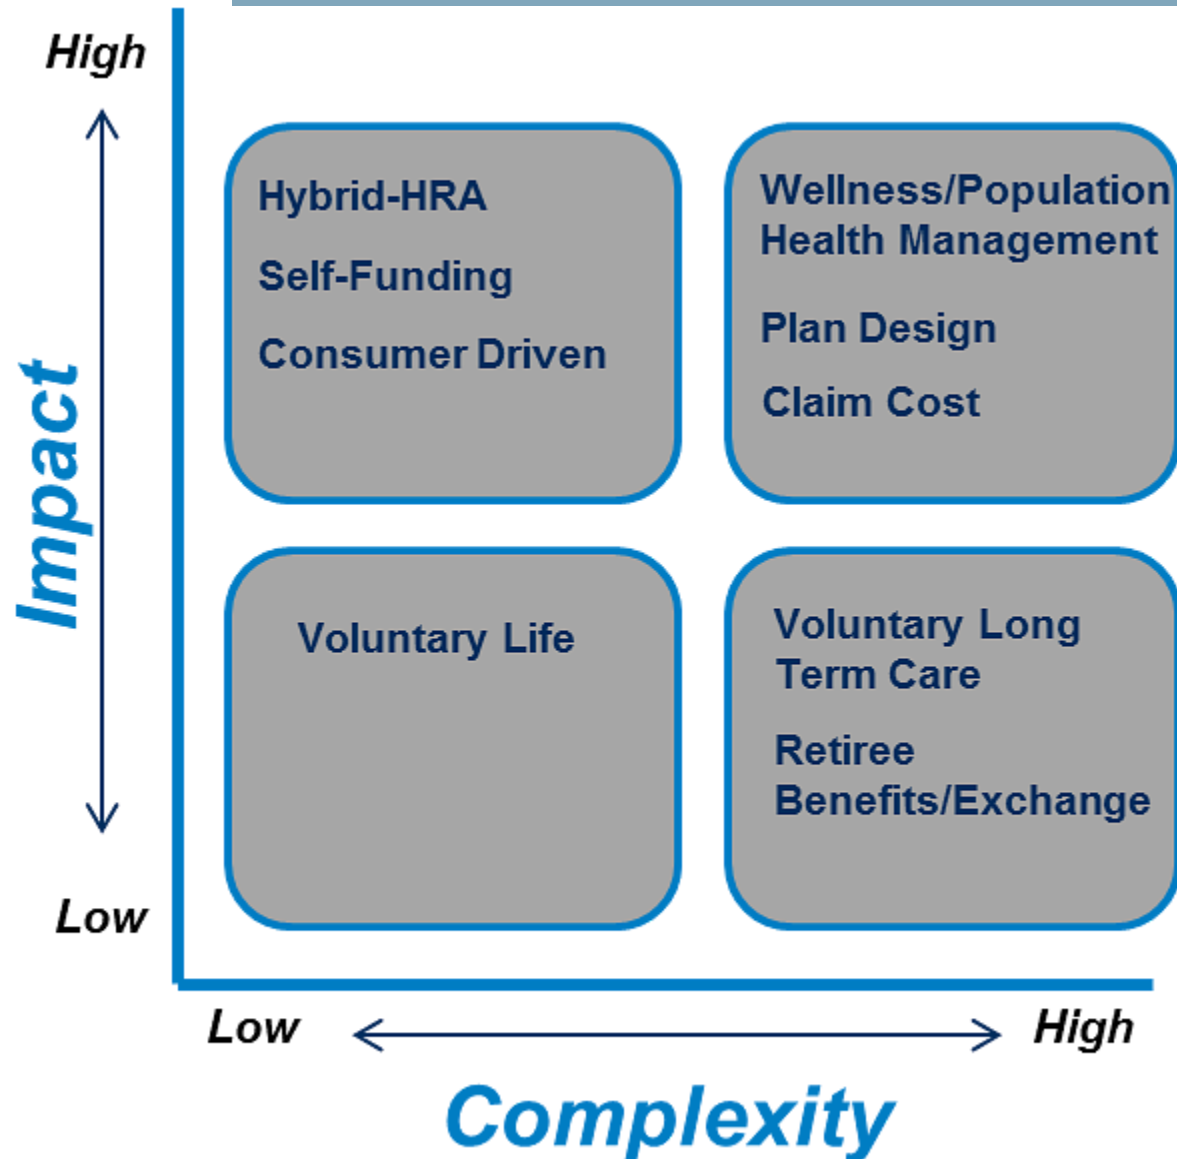 High
Hybrid-HRA
Self-Funding
Consumer Driven
Wellness/Population
Health Management
Plan Design
Claim Cost
Impact
Voluntary Life
Voluntary Long
Term Care
Retiree
Benefits/Exchange
Low
Low
High
Complexity